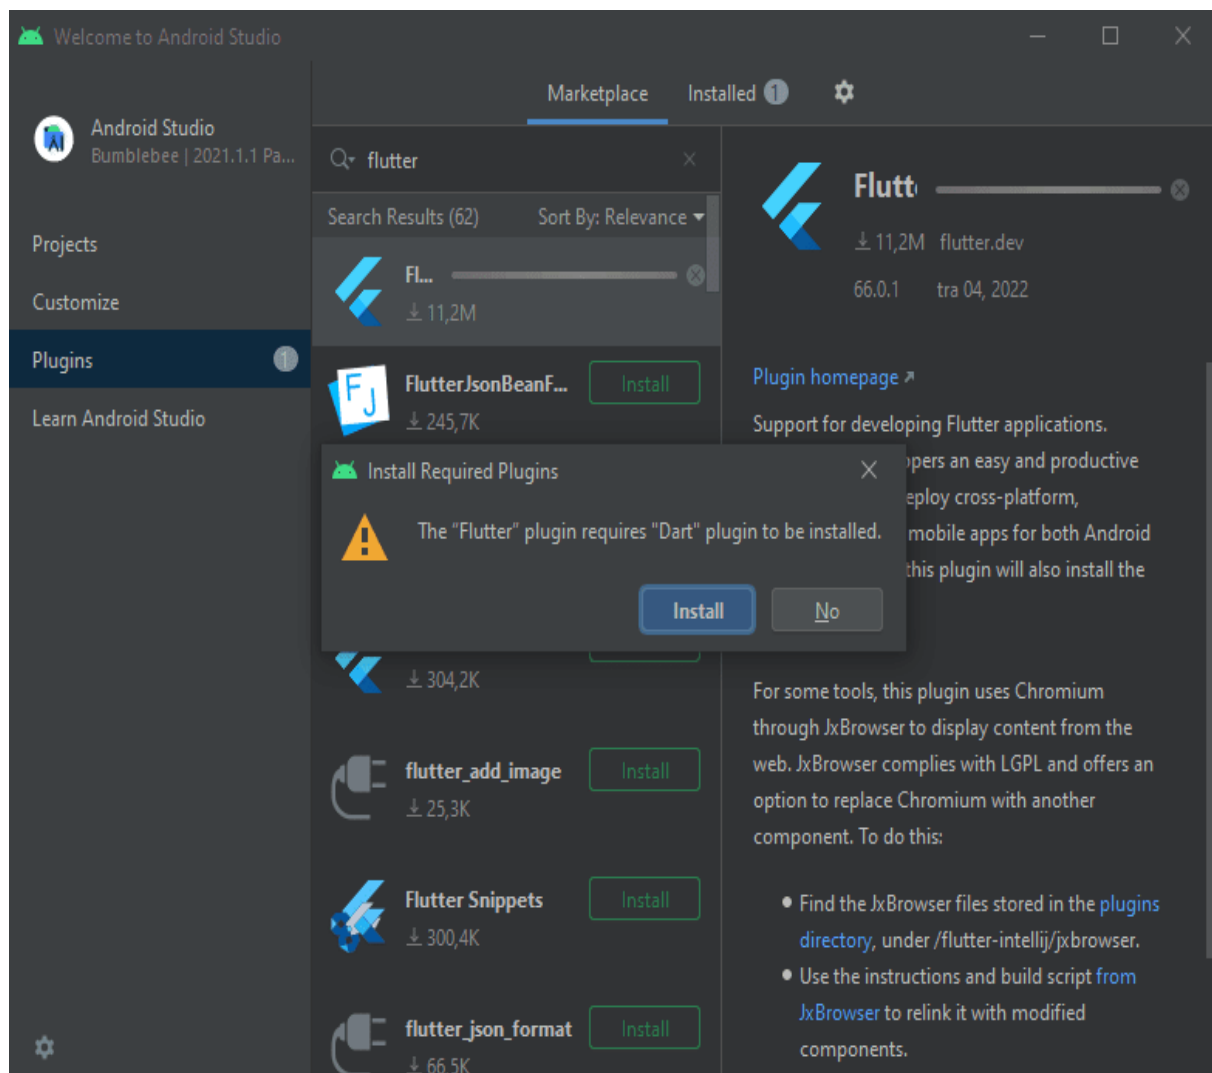 Welcome to Android Studio
Marketplace
Installed 1
Android Studio
Bumblebee | 2021.1.1 Pa...
Projects
Customize
Plugins 1
Learn Android Studio
flutter
Search Results (62) Sort By: Relevance
Fl...
11,2M
FlutterJsonBeanF... Install
245,7K
304,2K
flutter_add_image Install
25,3K
Flutter Snippets Install
300,4K
flutter_json_format Install
66,5K
Install Required Plugins
The “Flutter” plugin requires "Dart" plugin to be installed.
Install No
Flutt
11,2M flutter.dev
66.0.1 tra 04, 2022
Plugin homepage
Support for developing Flutter applications.
an easy and productive
cross-platform,
mobile apps for both Android
this plugin will also install the
For some tools, this plugin uses Chromium
through JxBrowser to display content from the
web. JxBrowser complies with LGPL and offers an
option to replace Chromium with another
component. To do this:
Find the JxBrowser files stored in the plugins
directory, under /flutter-intellij/jxbrowser.
Use the instructions and build script from
JxBrowser to relink it with modified
components.